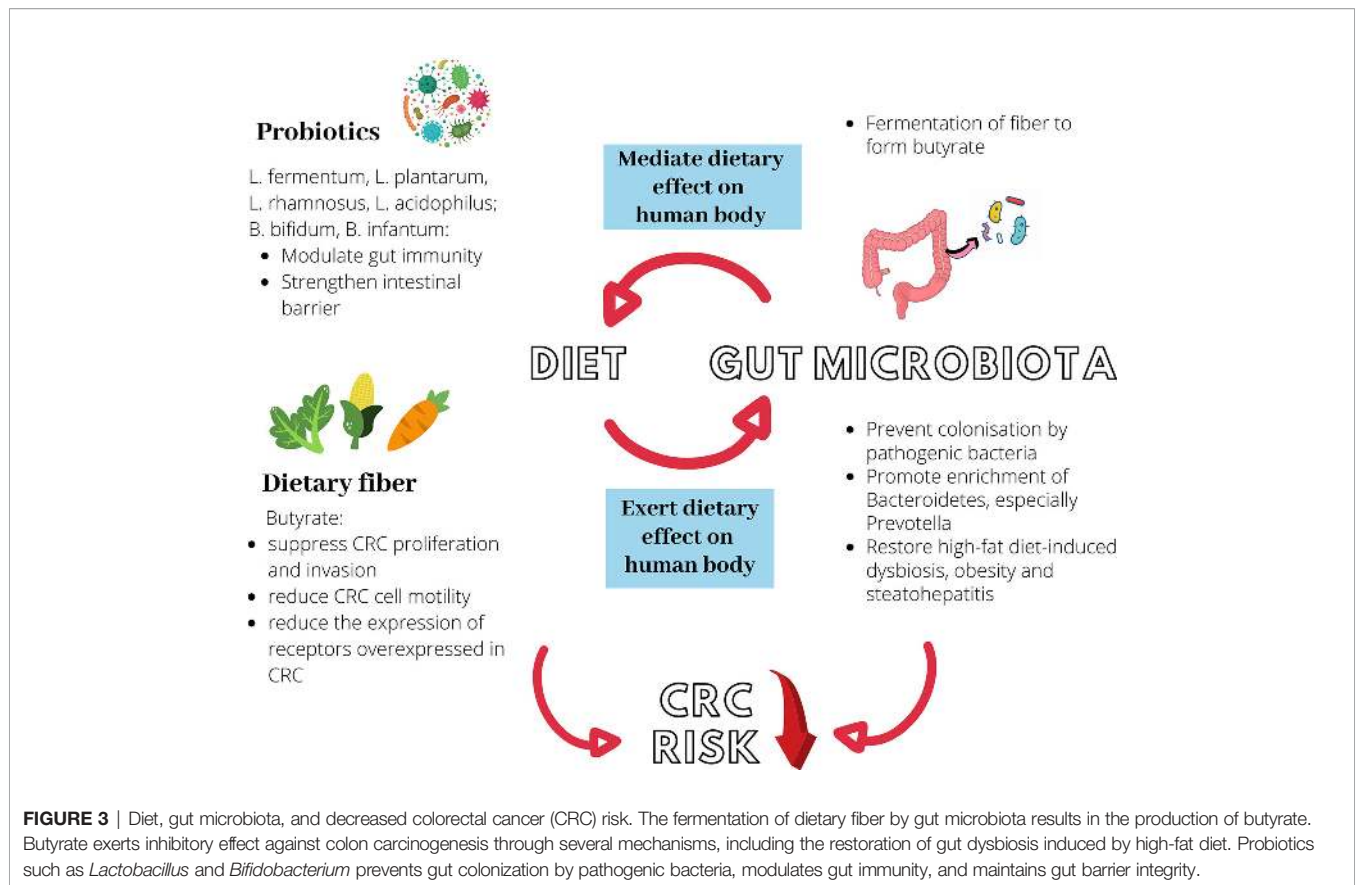 Probiotics
L. fermentum, L. plantarum,
L. rhamnosus, L. acidophilus;
B. bifidum, B. infantum:
• Modulate gut immunity
• Strengthen intestinal
barrier
Mediate dietary
effect on
human body
• Fermentation of fiber to
form butyrate
DIET
GUT MICROBIOTA
Dietary fiber
Butyrate:
• suppress CRC proliferation
and invasion
• reduce CRC cell motility
• reduce the expression of
receptors overexpressed in
CRC
Exert dietary
effect on
human body
• Prevent colonisation by
pathogenic bacteria
• Promote enrichment of
Bacteroidetes, especially
Prevotella
• Restore high-fat diet-induced
dysbiosis, obesity and
steatohepatitis
CRC
RISK
FIGURE 3 | Diet, gut microbiota, and decreased colorectal cancer (CRC) risk. The fermentation of dietary fiber by gut microbiota results in the production of butyrate.
Butyrate exerts inhibitory effect against colon carcinogenesis through several mechanisms, including the restoration of gut dysbiosis induced by high-fat diet. Probiotics
such as Lactobacillus and Bifidobacterium prevents gut colonization by pathogenic bacteria, modulates gut immunity, and maintains gut barrier integrity.